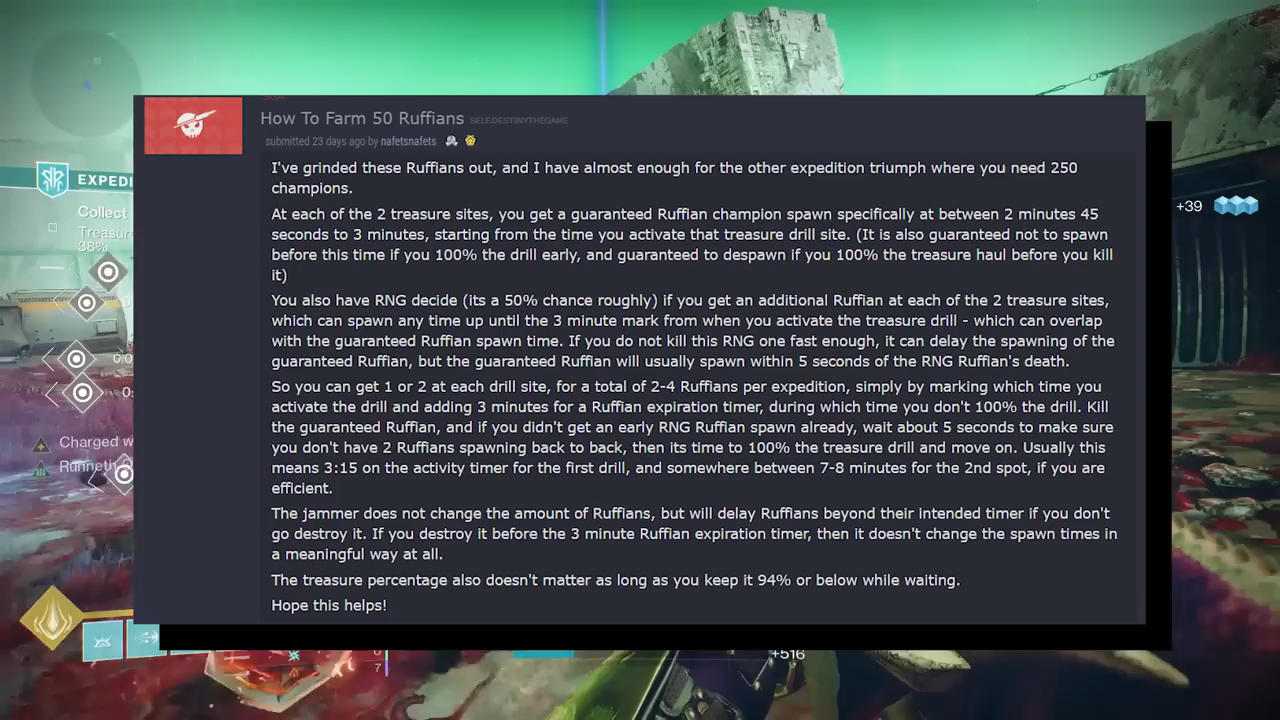 How To Farm 50 Ruffians SELF.DESTINYTHEGAME
submitted 23 days ago by nafetsnafets
I've grinded these Ruffians out, and I have almost enough for the other expedition triumph where you need 250
champions.
At each of the 2 treasure sites, you get a guaranteed Ruffian champion spawn specifically at between 2 minutes 45
seconds to 3 minutes, starting from the time you activate that treasure drill site. (It is also guaranteed not to spawn
before this time if you 100% the drill early, and guaranteed to despawn if you 100% the treasure haul before you kill
it)
You also have RNG decide (its a 50% chance roughly) if you get an additional Ruffian at each of the 2 treasure sites,
which can spawn any time up until the 3 minute mark from when you activate the treasure drill - which can overlap
with the guaranteed Ruffian spawn time. If you do not kill this RNG one fast enough, it can delay the spawning of the
guaranteed Ruffian, but the guaranteed Ruffian will usually spawn within 5 seconds of the RNG Ruffian's death.
So you can get 1 or 2 at each drill site, for a total of 2-4 Ruffians per expedition, simply by marking which time you
activate the drill and adding 3 minutes for a Ruffian expiration timer, during which time you don't 100% the drill. Kill
the guaranteed Ruffian, and if you didn't get an early RNG Ruffian spawn already, wait about 5 seconds to make sure
you don't have 2 Ruffians spawning back to back, then its time to 100% the treasure drill and move on. Usually this
means 3:15 on the activity timer for the first drill, and somewhere between 7-8 minutes for the 2nd spot, if you are
efficient.
The jammer does not change the amount of Ruffians, but will delay Ruffians beyond their intended timer if you don't
go destroy it. If you destroy it before the 3 minute Ruffian expiration timer, then it doesn't change the spawn times in
a meaningful way at all.
The treasure percentage also doesn't matter as long as you keep it 94% or below while waiting.
Hope this helps!
EXPEDI
Collect
Treasur
38%
0:0
0:
Charged w
Runneth
+39
7
+516